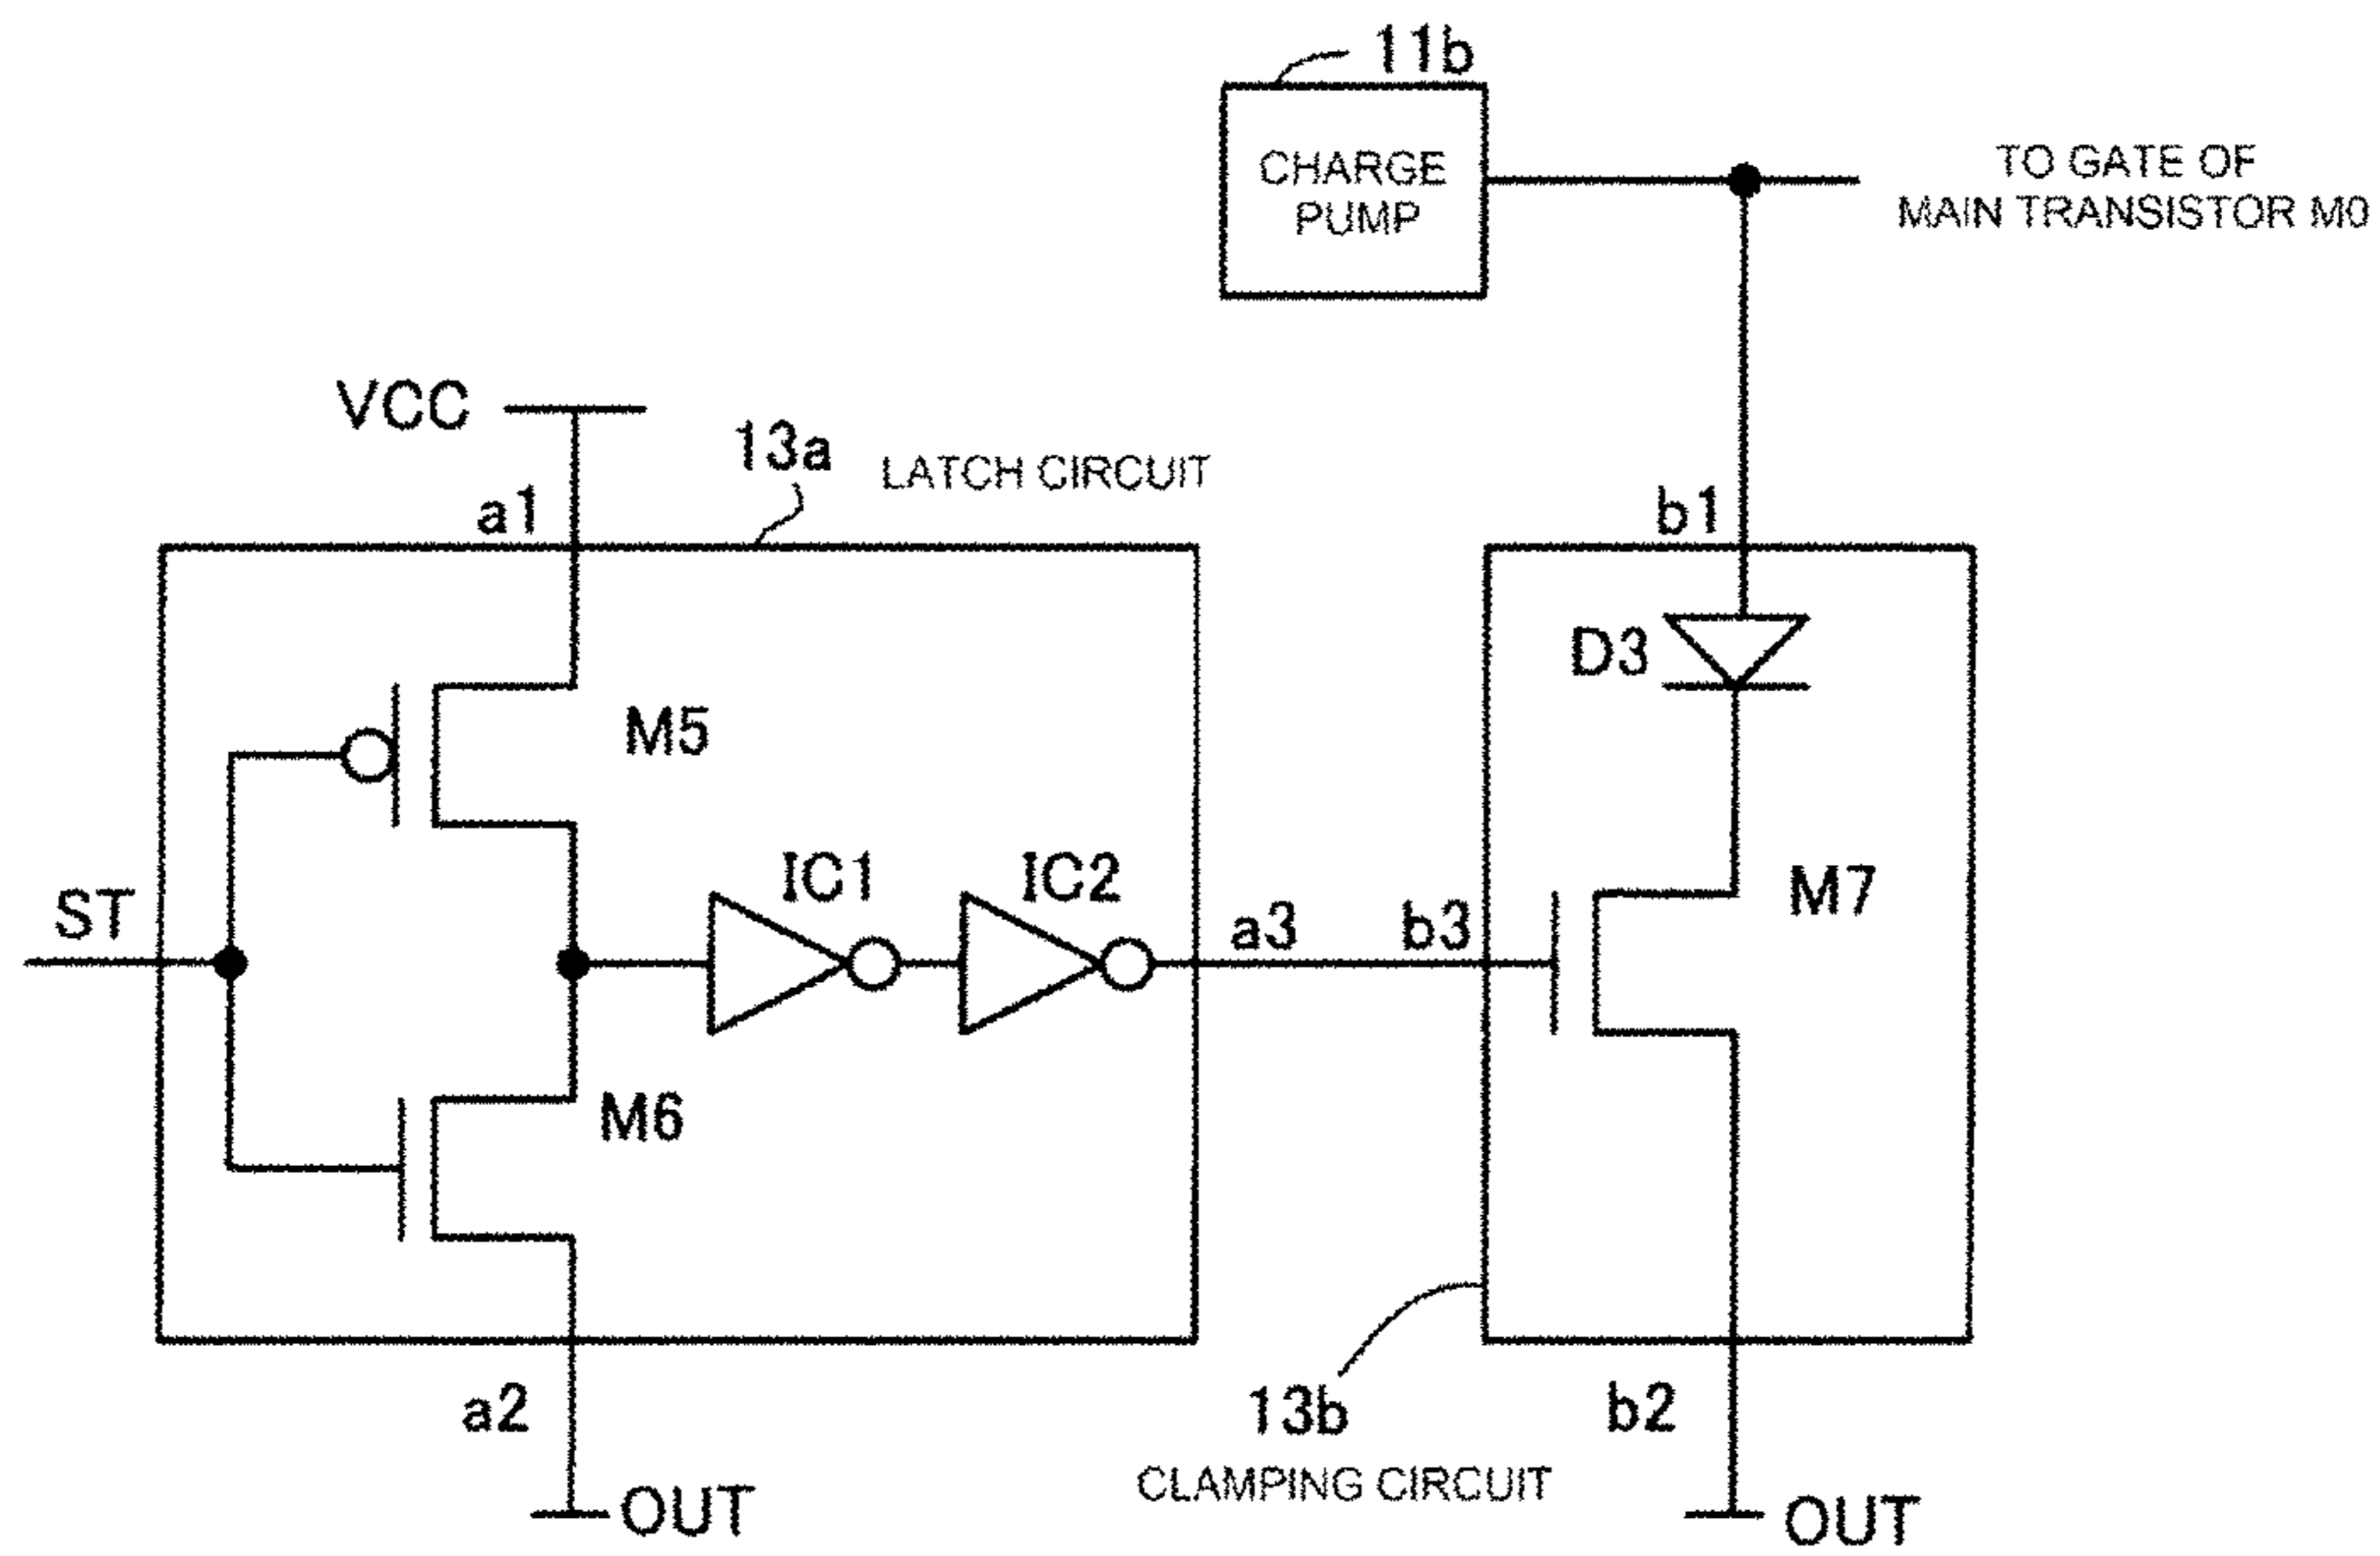 11b
CHARGE
PUMP
TO GATE OF
MAIN TRANSISTOR M0
VCC
13a
LATCH CIRCUIT
a1
b1
D3
M5
IC1
IC2
M7
ST
a3
b3
M6
a2
13b
b2
CLAMPING CIRCUIT
OUT
OUT